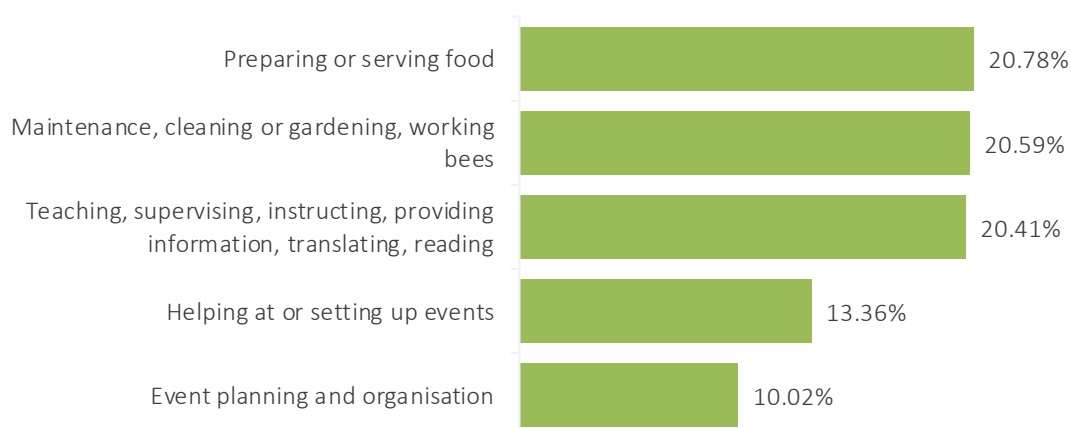 Preparing or serving food
20.78%
Maintenance, cleaning or gardening, working
bees
20.59%
Teaching, supervising, instructing, providing
information, translating, reading
20.41%
Helping at or setting up events
13.36%
Event planning and organisation
10.02%